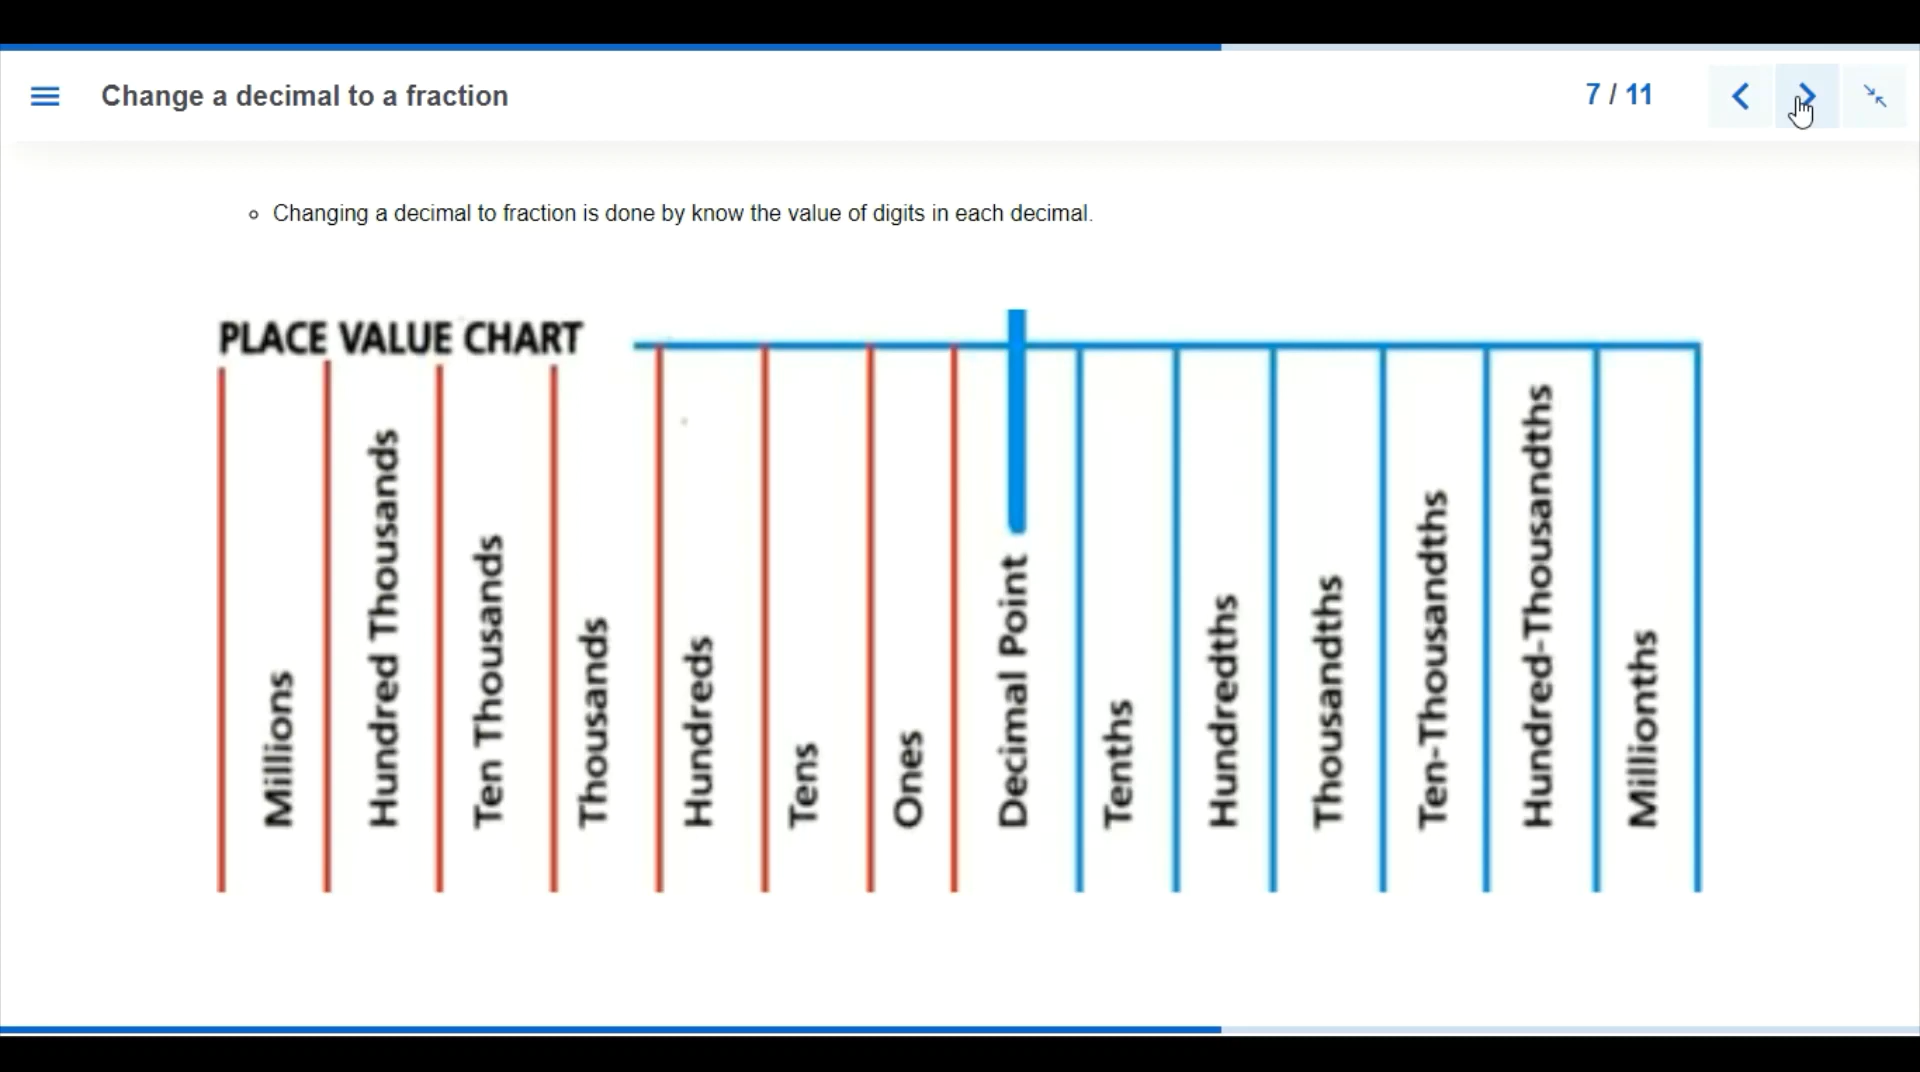 Change a decimal to a fraction
7 / 11
Changing a decimal to fraction is done by know the value of digits in each decimal.
PLACE VALUE CHART
Millions
Hundred Thousands
Ten Thousands
Thousands
Hundreds
Tens
Ones
Decimal Point
Tenths
Hundredths
Thousandths
Ten-Thousandths
Hundred-Thousandths
Millionths